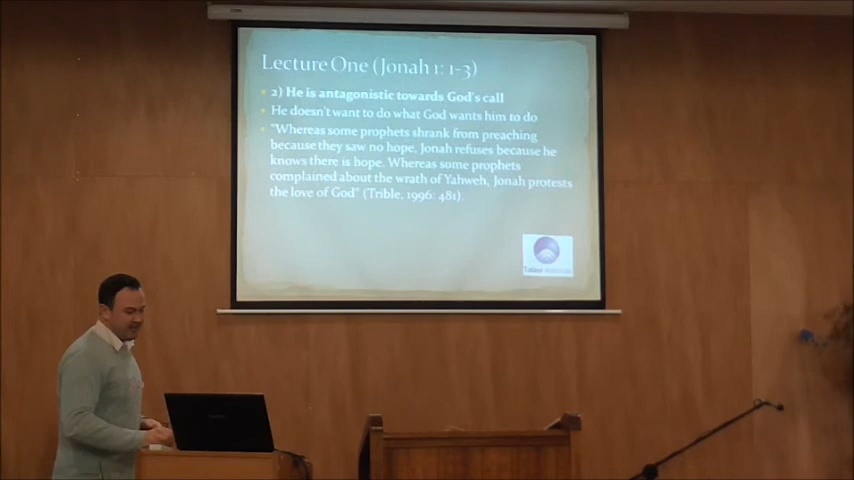 Lecture One (Jonah 1: 1-3)
2) He is antagonistic towards God's call
He doesn't want to do what God wants him to do
"Whereas some prophets shrank from preaching
because they saw no hope, Jonah refuses because he
knows there is hope. Whereas some prophets
complained about the wrath of Yahweh, Jonah protests
the love of God" (Trible, 1996: 481).
Tabor